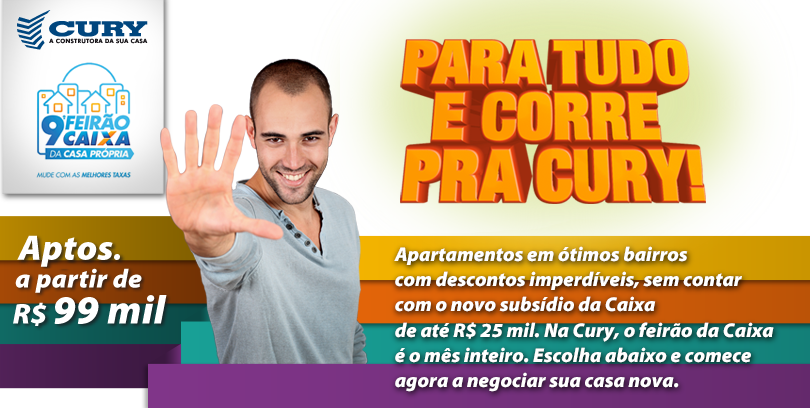 CURY
A CONSTRUTORA DA SUA CASA
9º FEIRÃO
CAIXA
DA CASA PRÓPRIA
MUDE COM AS MELHORES TAXAS
PARA TUDO
E CORRE
PRA CURY!
Aptos.
a partir de
R$ 99 mil
Apartamentos em ótimos bairros
com descontos imperdíveis, sem contar
com o novo subsídio da Caixa
de até R$ 25 mil. Na Cury, o feirão da Caixa
é o mês inteiro. Escolha abaixo e comece
agora a negociar sua casa nova.